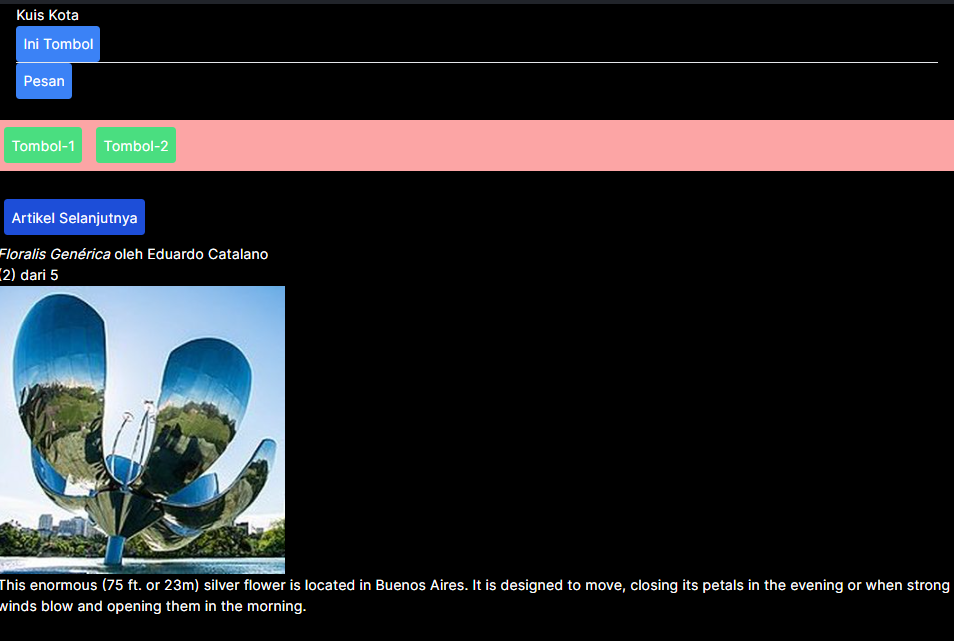 Kuis Kota
Ini Tombol
Pesan
Tombol-1 Tombol-2
Artikel Selanjutnya
Floralis Genérica oleh Eduardo Catalano
(2) dari 5
This enormous (75 ft. or 23m) silver flower is located in Buenos Aires. It is designed to move, closing its petals in the evening or when strong
winds blow and opening them in the morning.